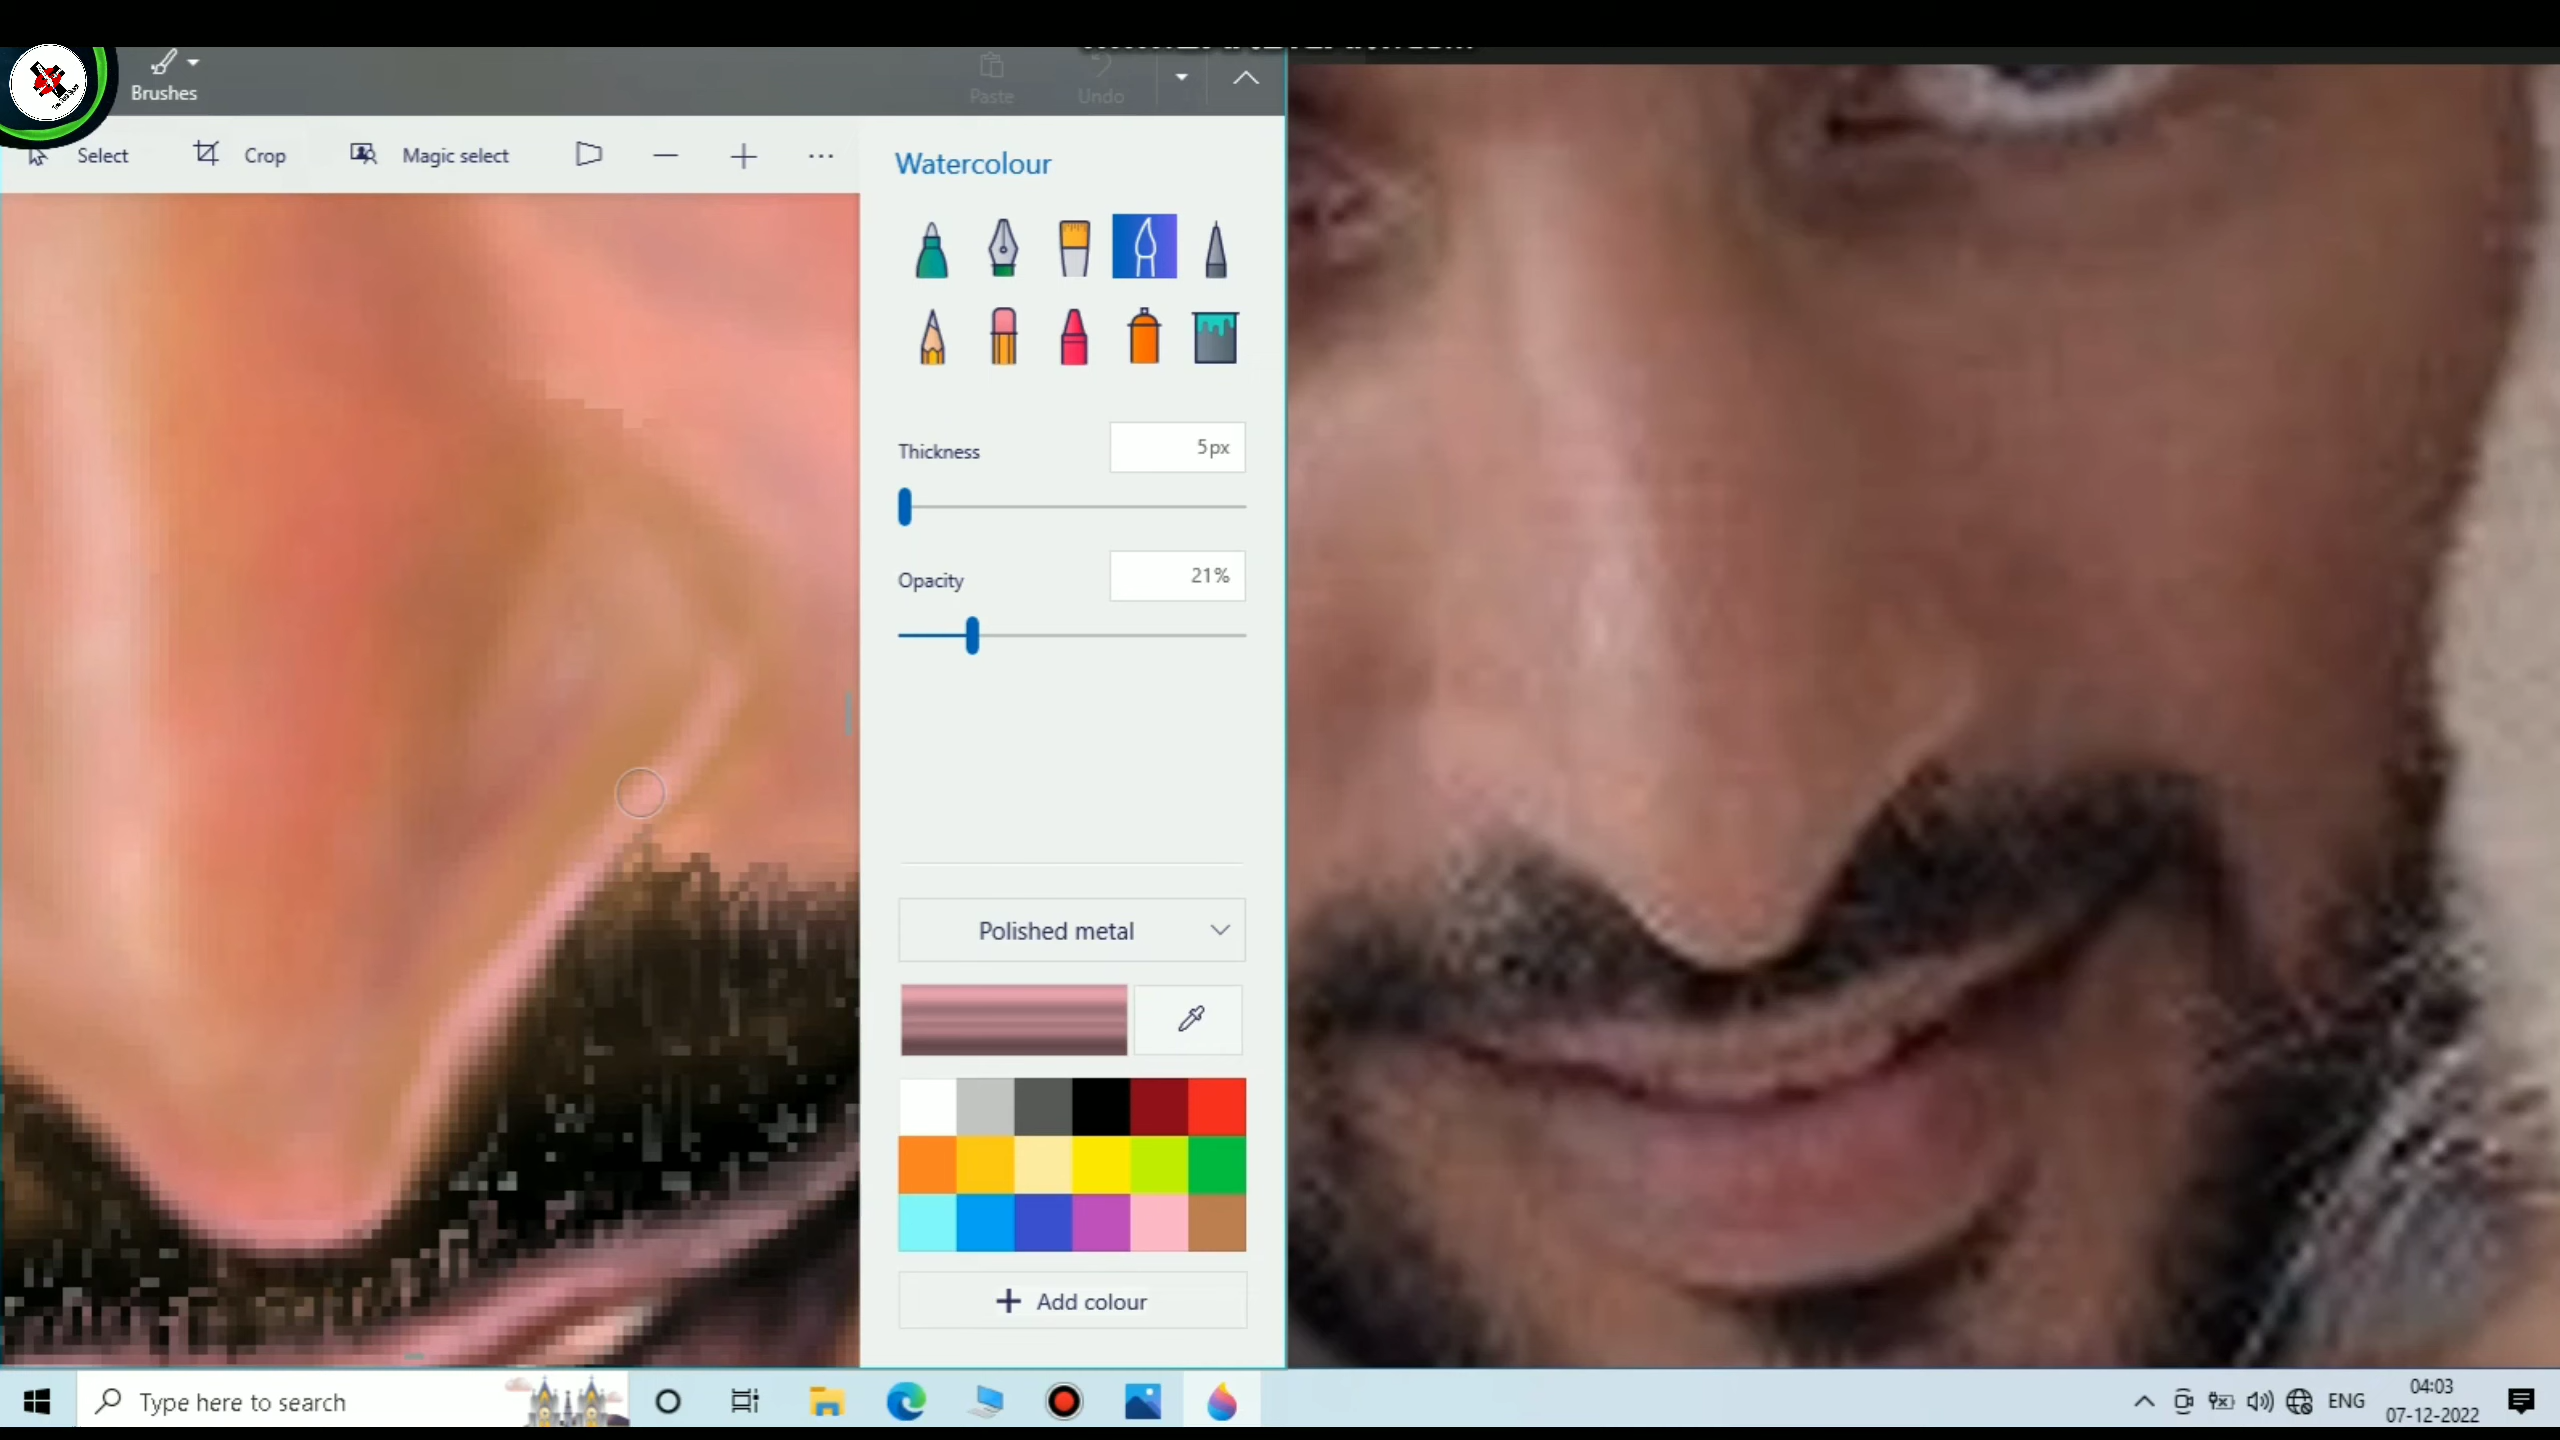 Brushes
Paste
Undo
Select
Crop
Magic select
Watercolour
Thickness
5px
Opacity
21%
Polished metal
Add colour
Type here to search
ENG
04:03
07-12-2022